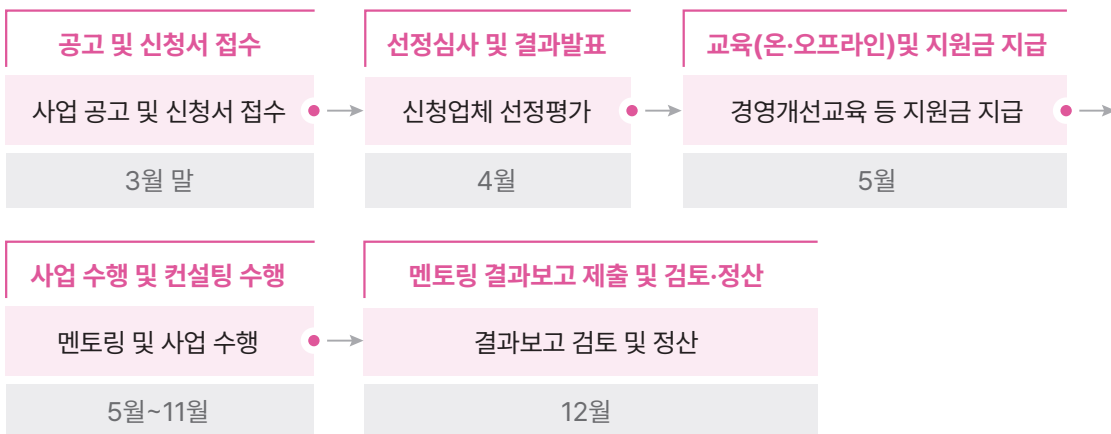 공고 및 신청서 접수
사업 공고 및 신청서 접수
3월 말
선정심사 및 결과발표
신청업체 선정평가
4월
교육(온·오프라인)및 지원금 지급
경영개선교육 등 지원금 지급
5월
사업 수행 및 컨설팅 수행
멘토링 및 사업 수행
5월~11월
멘토링 결과보고 제출 및 검토·정산
결과보고 검토 및 정산
12월